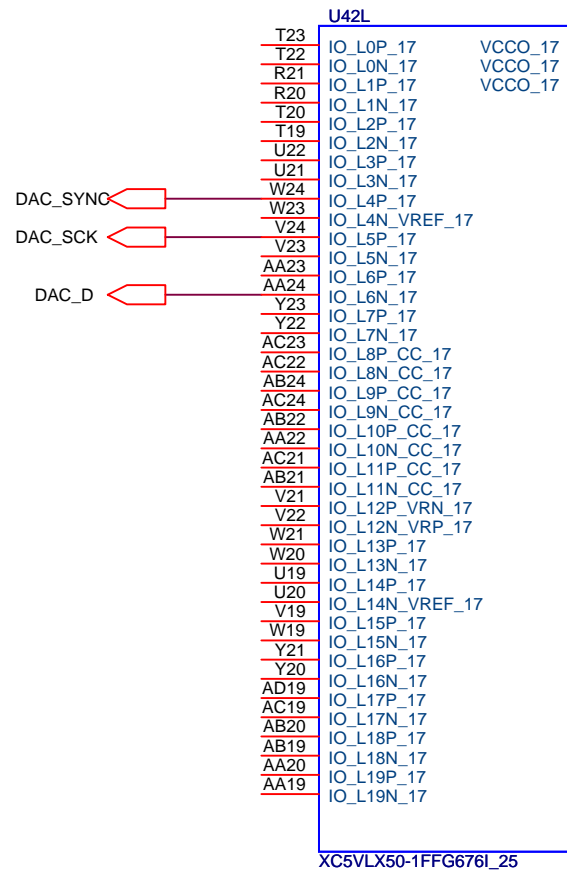 U42L
T23 IO_L0P_17 VCCO_17
T22 IO_L0N_17 VCCO_17
R21 IO_L1P_17 VCCO_17
R20 IO_L1N_17
T20 IO_L2P_17
T19 IO_L2N_17
U22 IO_L3P_17
U21 IO_L3N_17
DAC_SYNC W24 IO_L4P_17
W23 IO_L4N_VREF_17
DAC_SCK V24 IO_L5P_17
V23 IO_L5N_17
AA23 IO_L6P_17
DAC_D AA24 IO_L6N_17
Y23 IO_L7P_17
Y22 IO_L7N_17
AC23 IO_L8P_CC_17
AC22 IO_L8N_CC_17
AB24 IO_L9P_CC_17
AC24 IO_L9N_CC_17
AB22 IO_L10P_CC_17
AA22 IO_L10N_CC_17
AC21 IO_L11P_CC_17
AB21 IO_L11N_CC_17
V21 IO_L12P_VRN_17
V22 IO_L12N_VRP_17
W21 IO_L13P_17
W20 IO_L13N_17
U19 IO_L14P_17
U20 IO_L14N_VREF_17
V19 IO_L15P_17
W19 IO_L15N_17
Y21 IO_L16P_17
Y20 IO_L16N_17
AD19 IO_L17P_17
AC19 IO_L17N_17
AB20 IO_L18P_17
AB19 IO_L18N_17
AA20 IO_L19P_17
AA19 IO_L19N_17
XC5VLX50-1FFG676I_25